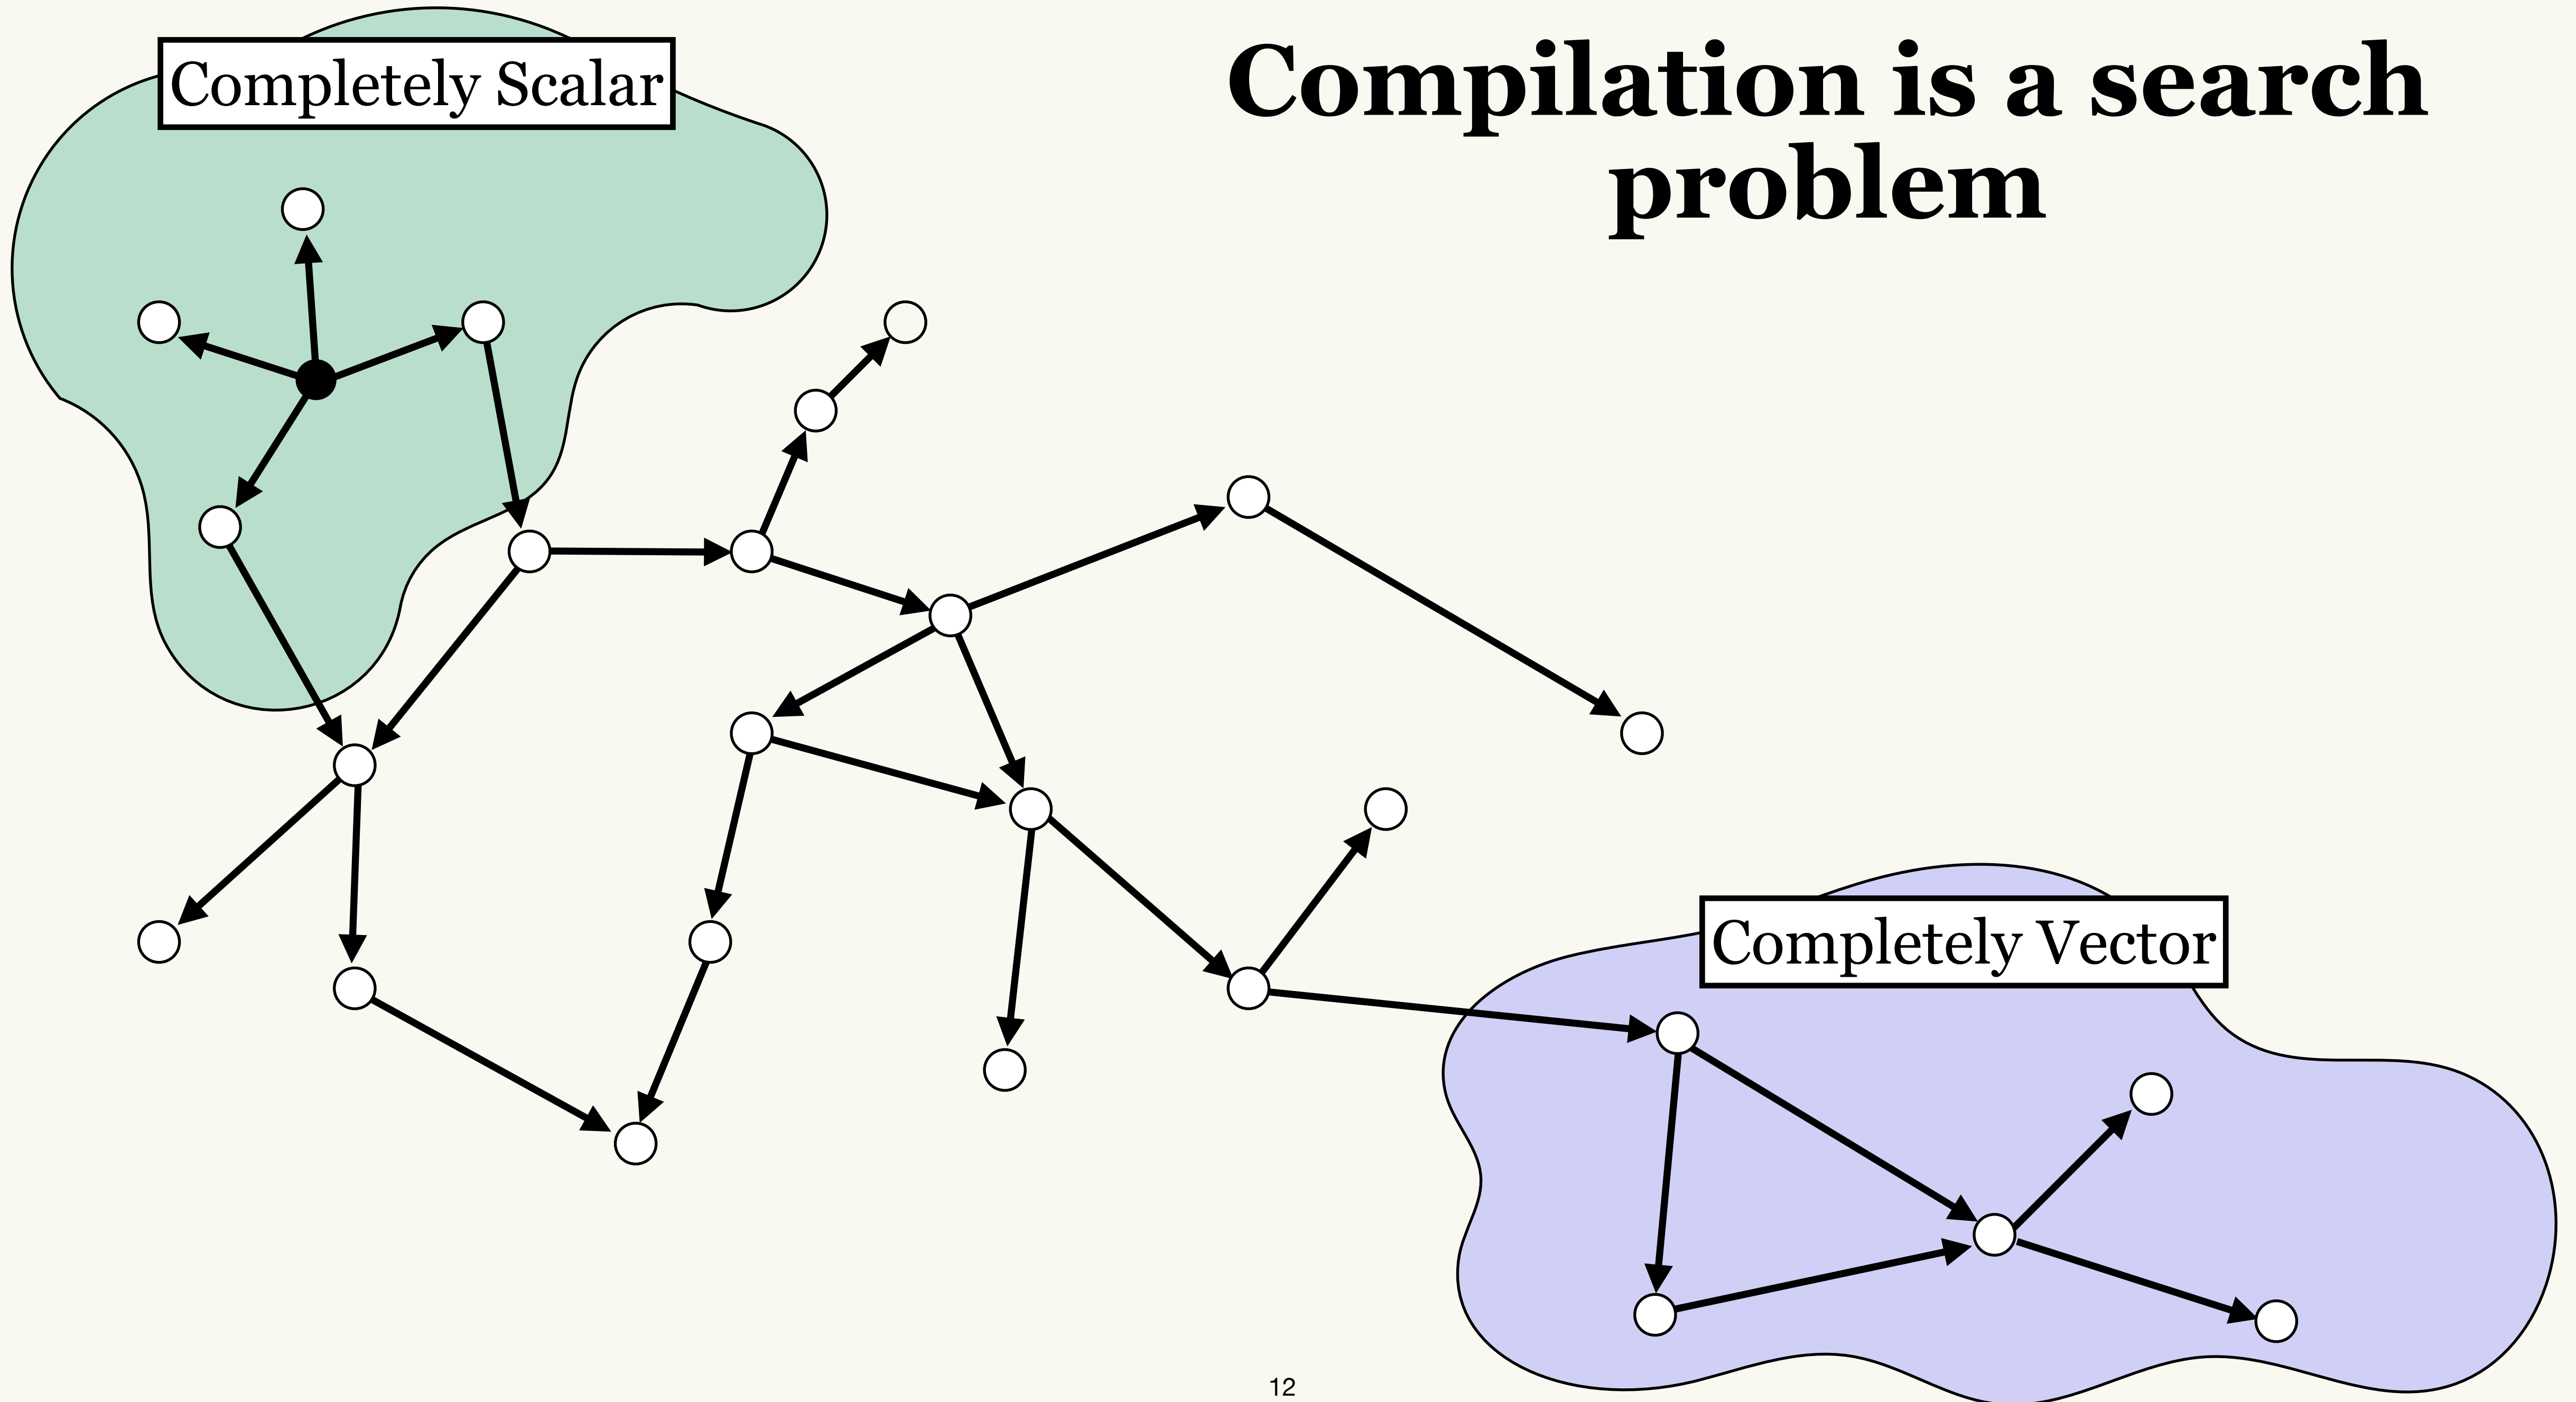 Completely Scalar
Compilation is a search
problem
Completely Vector
12